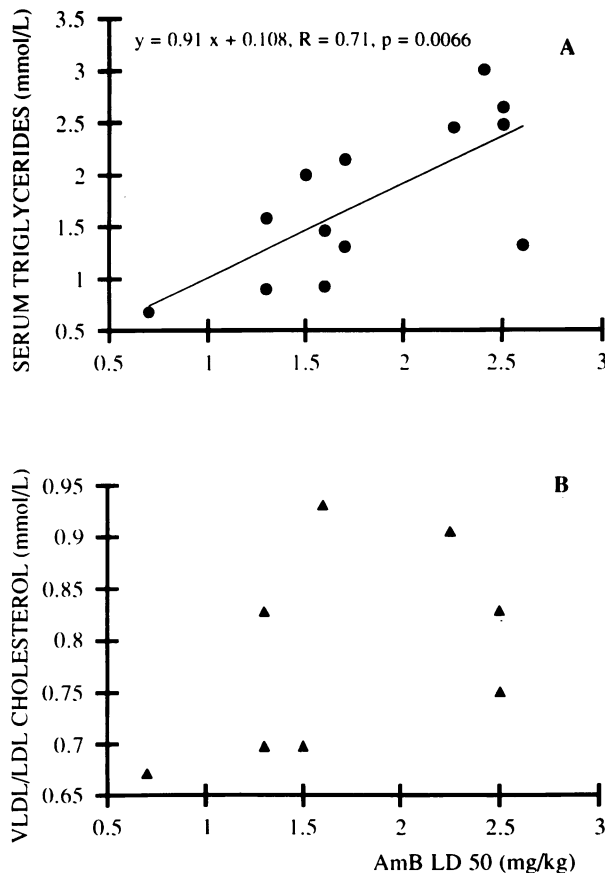 y = 0.91 x + 0.108, R = 0.71, p = 0.0066
A
SERUM TRIGLYCERIDES (mmol/L)
3.5
3
2.5
2
1.5
1
0.5
0.5 1 1.5 2 2.5 3
B
VLDL/LDL CHOLESTEROL (mmol/L)
0.95
0.9
0.85
0.8
0.75
0.7
0.65
0.5 1 1.5 2 2.5 3
AmB LD 50 (mg/kg)